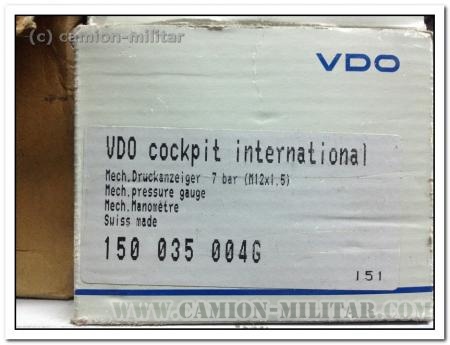 (c) camion-militar
VDO
VDO cockpit international
Mech.Druckanzeiger 7 bar (M12x1,5)
Mech.pressure gauge
Mech.Manomètre
Suiss made
150 035 004G
151
WWW.CAMION-MILITAR.COM